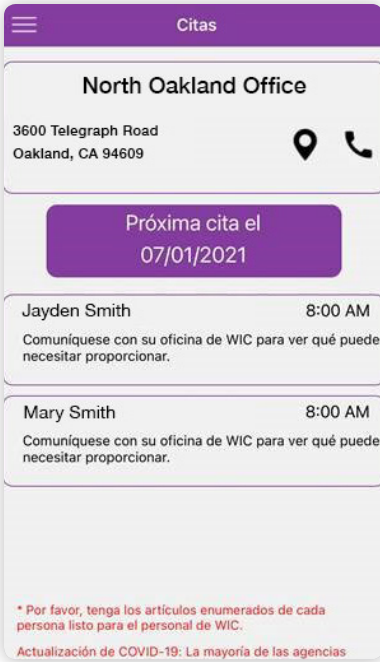 Citas
North Oakland Office
3600 Telegraph Road
Oakland, CA 94609
Próxima cita el
07/01/2021
Jayden Smith 8:00 AM
Comuníquese con su oficina de WIC para ver qué puede
necesitar proporcionar.
Mary Smith 8:00 AM
Comuníquese con su oficina de WIC para ver qué puede
necesitar proporcionar.
* Por favor, tenga los artículos enumerados de cada
persona listo para el personal de WIC.
Actualización de COVID-19: La mayoría de las agencias